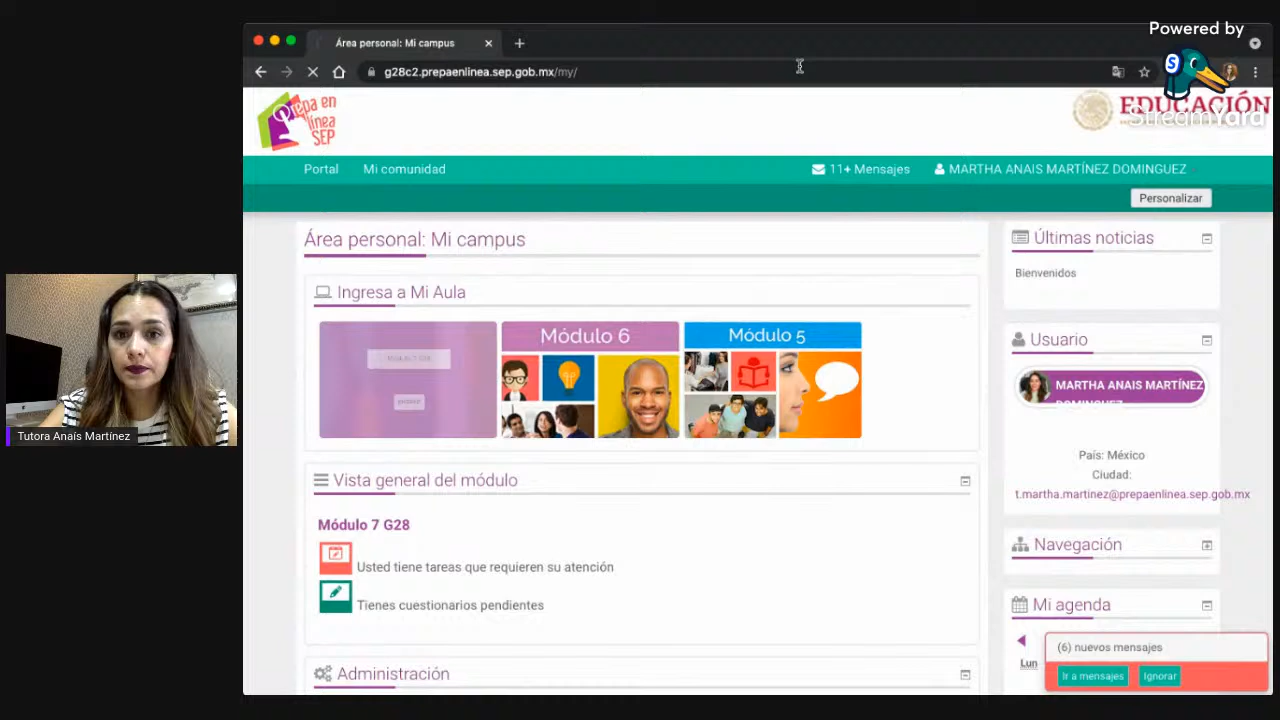 Powered by
StreamYard
Área personal: Mi campus
g28c2.prepaenlinea.sep.gob.mx/my/
Prepa en
línea
SEP
EDUCACIÓN
Portal
Mi comunidad
11+ Mensajes
MARTHA ANAIS MARTÍNEZ DOMINGUEZ
Personalizar
Área personal: Mi campus
Ingresa a Mi Aula
Módulo 6
Módulo 5
Vista general del módulo
Módulo 7 G28
Usted tiene tareas que requieren su atención
Tienes cuestionarios pendientes
Administración
Últimas noticias
Bienvenidos
Usuario
MARTHA ANAIS MARTÍNEZ
DOMINGUEZ
País: México
Ciudad:
t.martha.martinez@prepaenlinea.sep.gob.mx
Navegación
Mi agenda
Lun
(6) nuevos mensajes
Ir a mensajes
Ignorar
Tutora Anaís Martínez